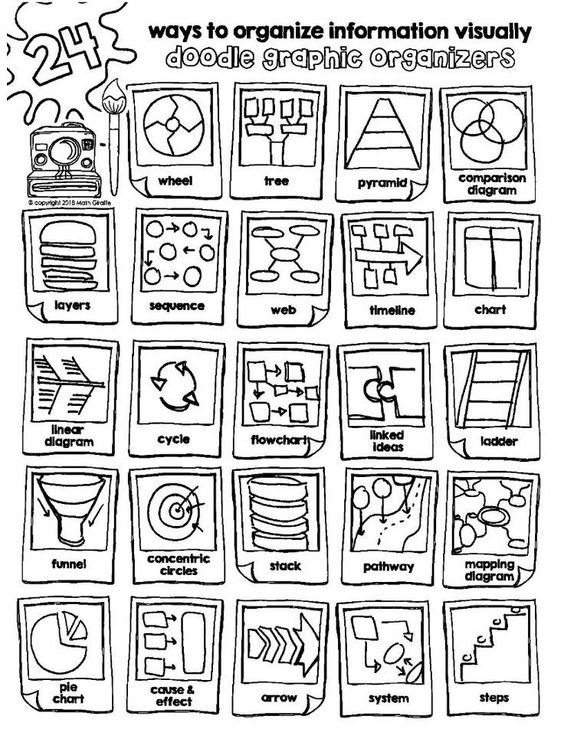 24
ways to organize information visually
doodle graphic organizers
© copyright 2018 Math Giraffe
wheel
tree
pyramid
comparison
diagram
layers
sequence
web
timeline
chart
linear
diagram
cycle
flowchart
linked
ideas
ladder
funnel
concentric
circles
stack
pathway
mapping
diagram
pie
chart
cause &
effect
arrow
system
steps